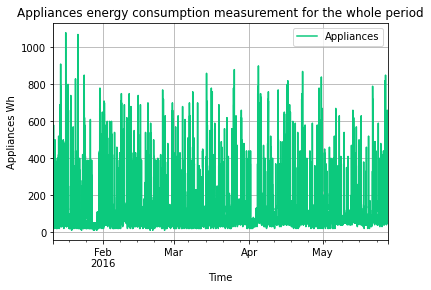 Appliances energy consumption measurement for the whole period
Appliances
Appliances Wh
1000
800
600
400
200
0
Feb
2016
Mar
Apr
May
Time